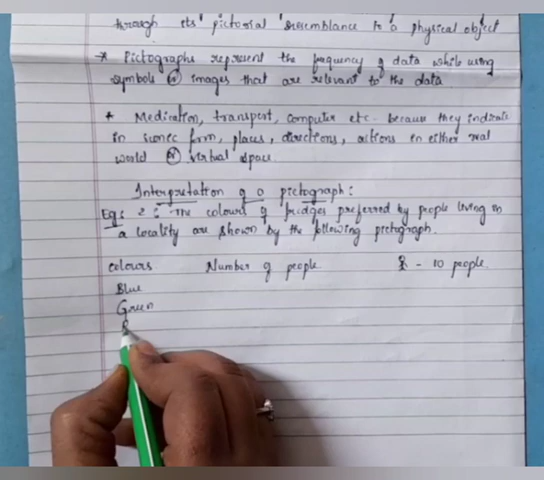 through its pictorial resemblance to a physical object
* Pictographs represent the frequency of data while using
symbols or images that are relevant to the data
* Medication, transport, computer etc. because they indicate
in iconic form, places, directions, actions in either real
world or virtual space.
Interpretation of a pictograph:
Eg: 2: The colours of fridges preferred by people living in
a locality are shown by the following pictograph.
colours Number of people - 10 people.
Blue
Green